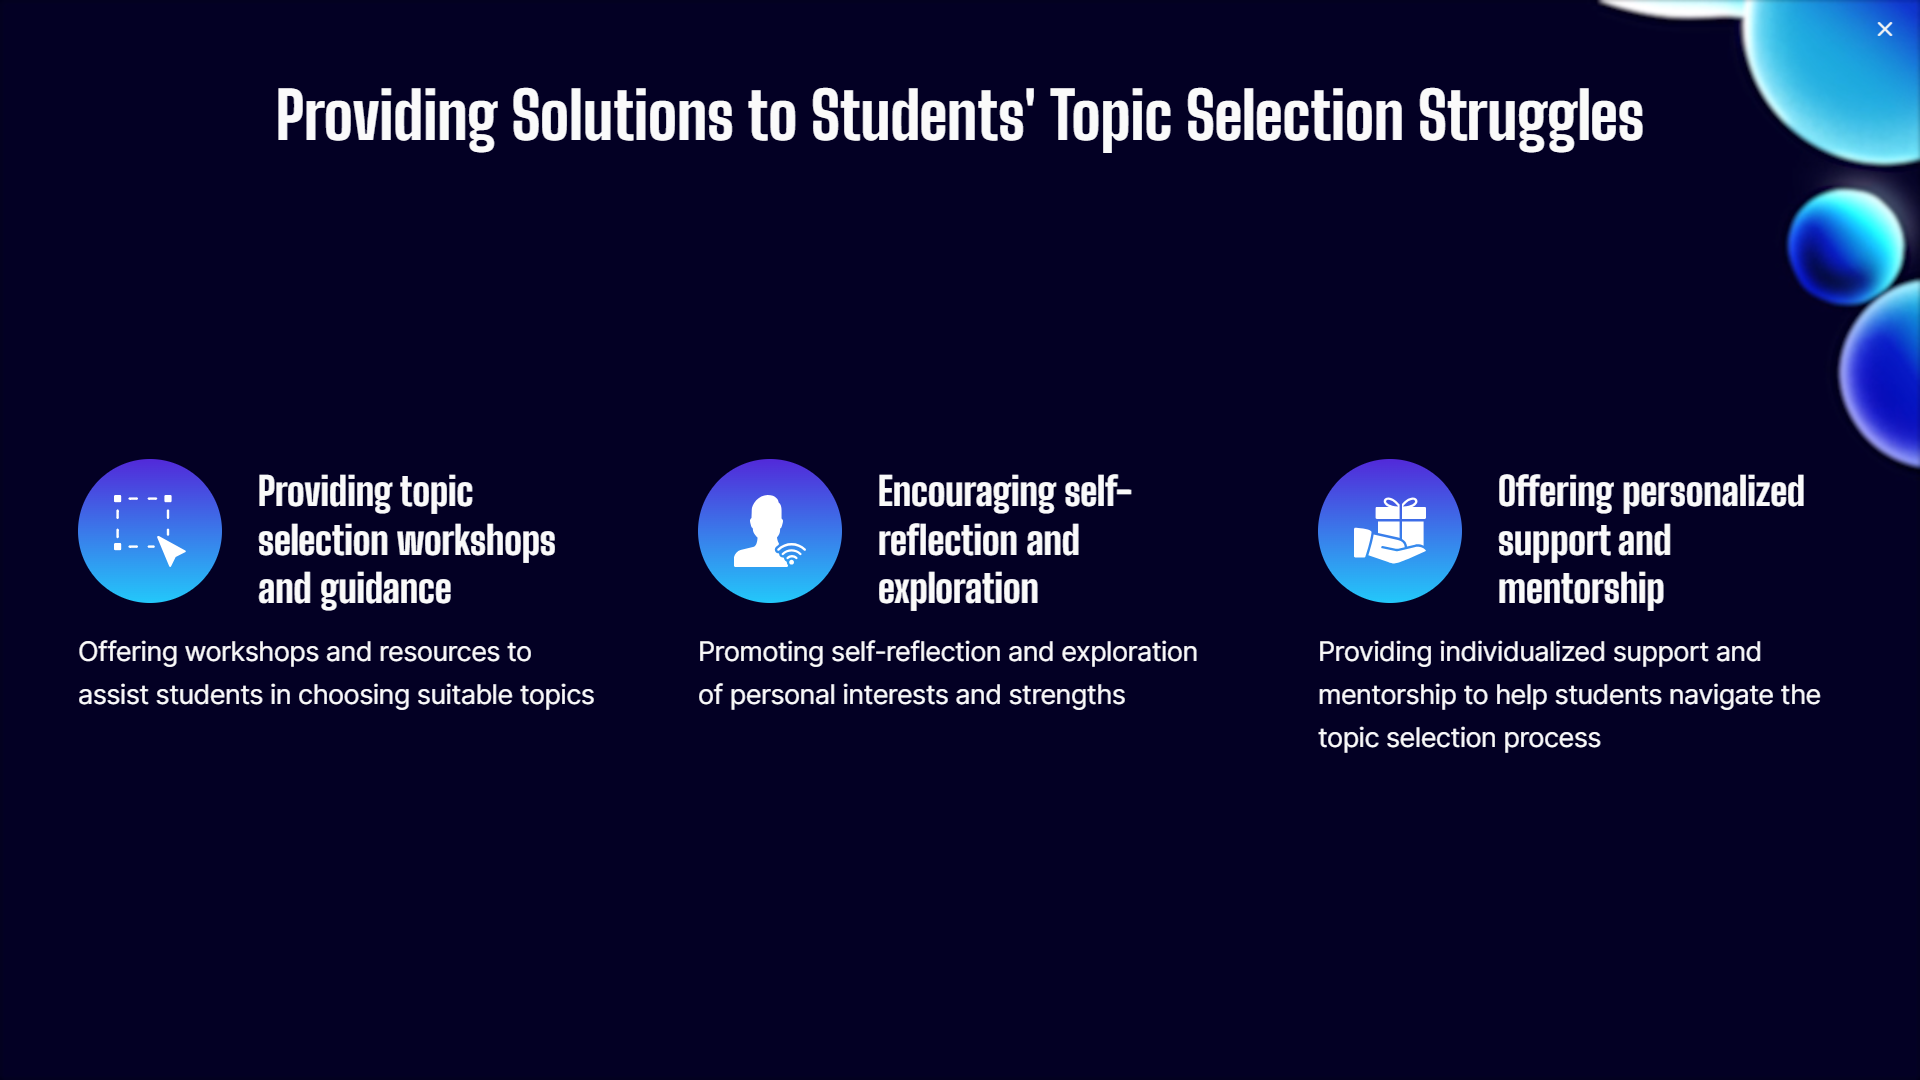 Providing Solutions to Students' Topic Selection Struggles
Providing topic
selection workshops
and guidance
Offering workshops and resources to
assist students in choosing suitable topics
Encouraging self-
reflection and
exploration
Promoting self-reflection and exploration
of personal interests and strengths
Offering personalized
support and
mentorship
Providing individualized support and
mentorship to help students navigate the
topic selection process